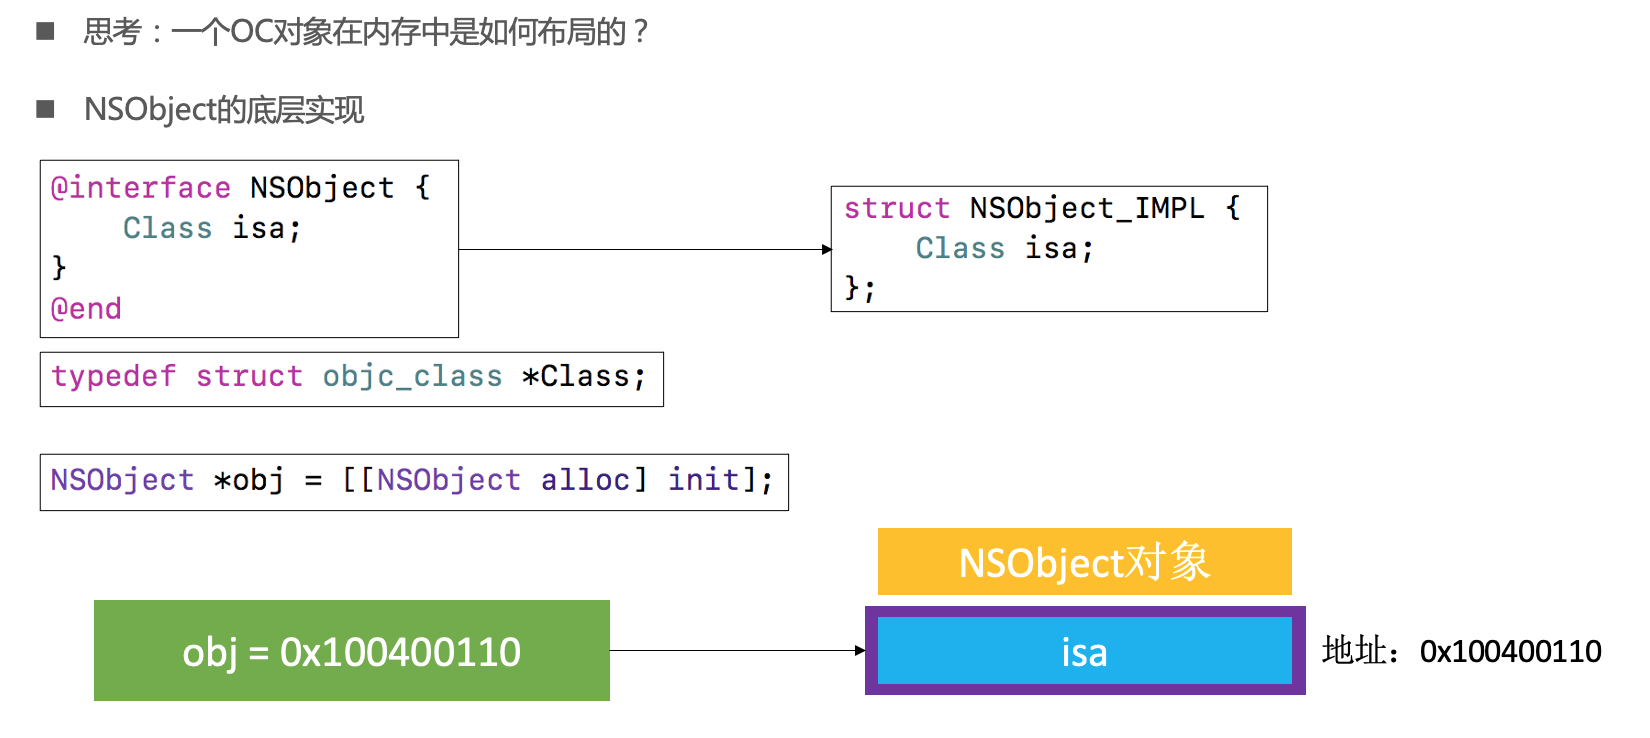 思考：一个OC对象在内存中是如何布局的？
NSObject的底层实现
@interface NSObject {
    Class isa;
}
@end
struct NSObject_IMPL {
    Class isa;
};
typedef struct objc_class *Class;
NSObject *obj = [[NSObject alloc] init];
NSObject对象
obj = 0x100400110
isa
地址：0x100400110